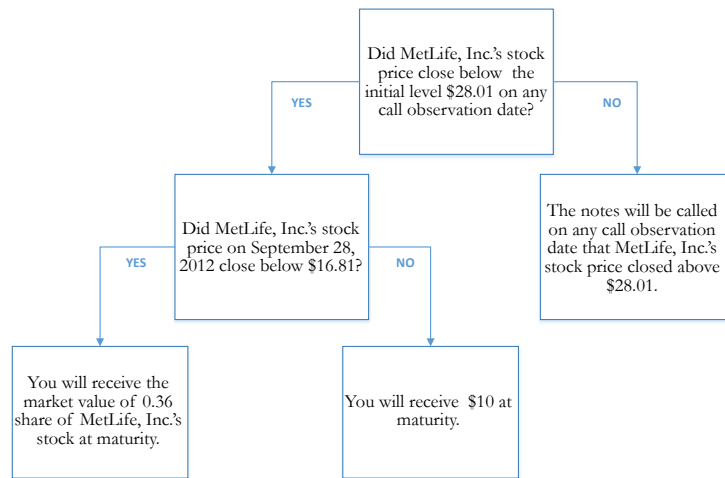 Did MetLife, Inc.'s stock
price close below the
initial level $28.01 on any
call observation date?
YES
NO
Did MetLife, Inc.'s stock
price on September 28,
2012 close below $16.81?
The notes will be called
on any call observation
date that MetLife, Inc.'s
stock price closed above
$28.01.
YES
NO
You will receive the
market value of 0.36
share of MetLife, Inc.'s
stock at maturity.
You will receive $10 at
maturity.